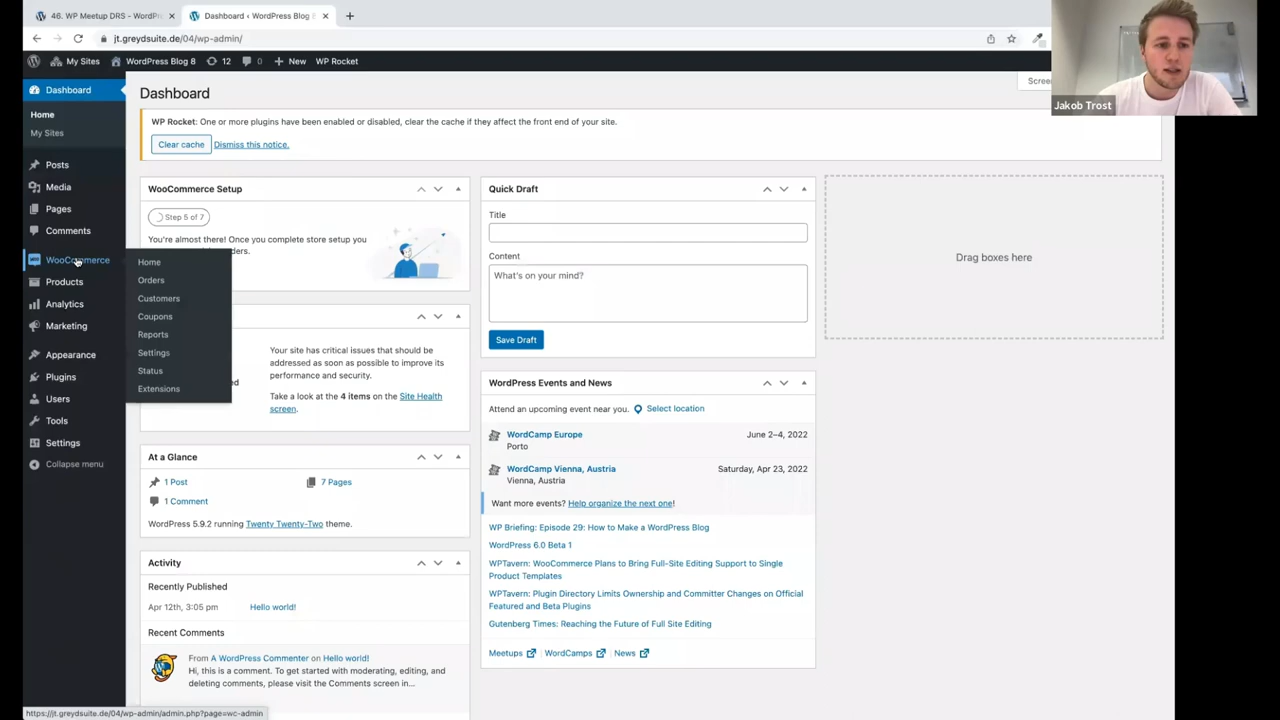 46. WP Meetup DRS - WordPr
Dashboard ‹ WordPress Blog 8
jt.greydsuite.de/04/wp-admin/
My Sites
WordPress Blog 8
12
0
New
WP Rocket
Jakob Trost
Dashboard
Home
My Sites
Posts
Media
Pages
Comments
WooCommerce
Products
Analytics
Marketing
Appearance
Plugins
Users
Tools
Settings
Collapse menu
Home
Orders
Customers
Coupons
Reports
Settings
Status
Extensions
Dashboard
Scree
WP Rocket: One or more plugins have been enabled or disabled, clear the cache if they affect the front end of your site.
Clear cache
Dismiss this notice.
WooCommerce Setup
Step 5 of 7
You're almost there! Once you complete store setup you
ders.
Your site has critical issues that should be
addressed as soon as possible to improve its
performance and security.
Take a look at the 4 items on the Site Health
screen.
At a Glance
1 Post
7 Pages
1 Comment
WordPress 5.9.2 running Twenty Twenty-Two theme.
Activity
Recently Published
Apr 12th, 3:05 pm
Hello world!
Recent Comments
From A WordPress Commenter on Hello world!
Hi, this is a comment. To get started with moderating, editing, and
deleting comments, please visit the Comments screen in...
Quick Draft
Title
Content
What's on your mind?
Save Draft
WordPress Events and News
Attend an upcoming event near you.
Select location
WordCamp Europe
June 2–4, 2022
Porto
WordCamp Vienna, Austria
Saturday, Apr 23, 2022
Vienna, Austria
Want more events? Help organize the next one!
WP Briefing: Episode 29: How to Make a WordPress Blog
WordPress 6.0 Beta 1
WPTavern: WooCommerce Plans to Bring Full-Site Editing Support to Single
Product Templates
WPTavern: Plugin Directory Limits Ownership and Committer Changes on Official
Featured and Beta Plugins
Gutenberg Times: Reaching the Future of Full Site Editing
Meetups
WordCamps
News
Drag boxes here
https://jt.greydsuite.de/04/wp-admin/admin.php?page=wc-admin